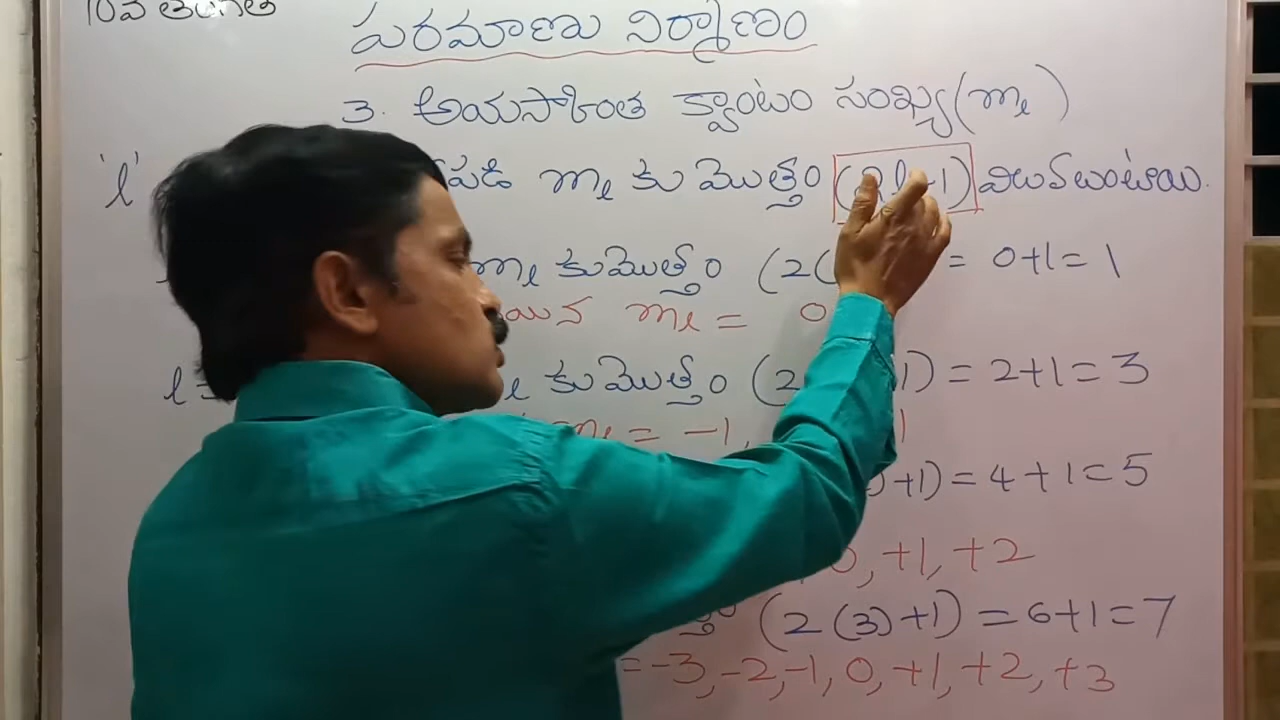 10వ తరగతి
పరమాణు నిర్మాణం
3. అయస్కాంత క్వాంటం సంఖ్య (mℓ)
'ℓ' పడి mℓ కు మొత్తం (2ℓ+1) విలువలుంటాయి.
mℓ కు మొత్తం (2( = 0+1= 1
యిన mℓ = 0
ℓ = ℓ కు మొత్తం (2 1) = 2+1= 3
mℓ = -1, 1
)+1) = 4+1= 5
0, +1, +2
(2(3)+1) = 6+1= 7
= -3, -2, -1, 0, +1, +2, +3